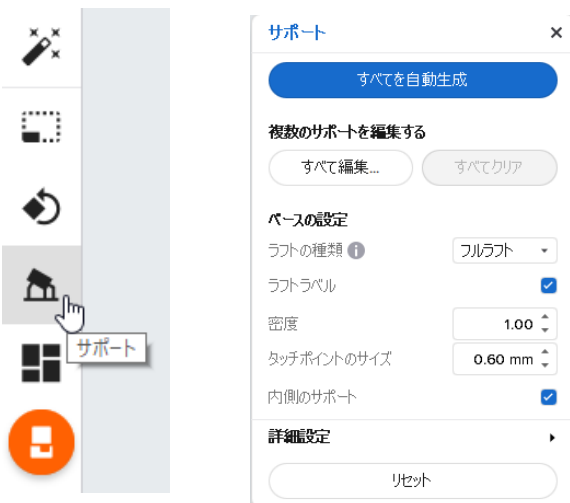 サポート
サポート
すべてを自動生成
複数のサポートを編集する
すべて編集...
すべてクリア
ベースの設定
ラフトの種類
フルラフト
ラフトラベル
密度
1.00
タッチポイントのサイズ
0.60 mm
内側のサポート
詳細設定
リセット